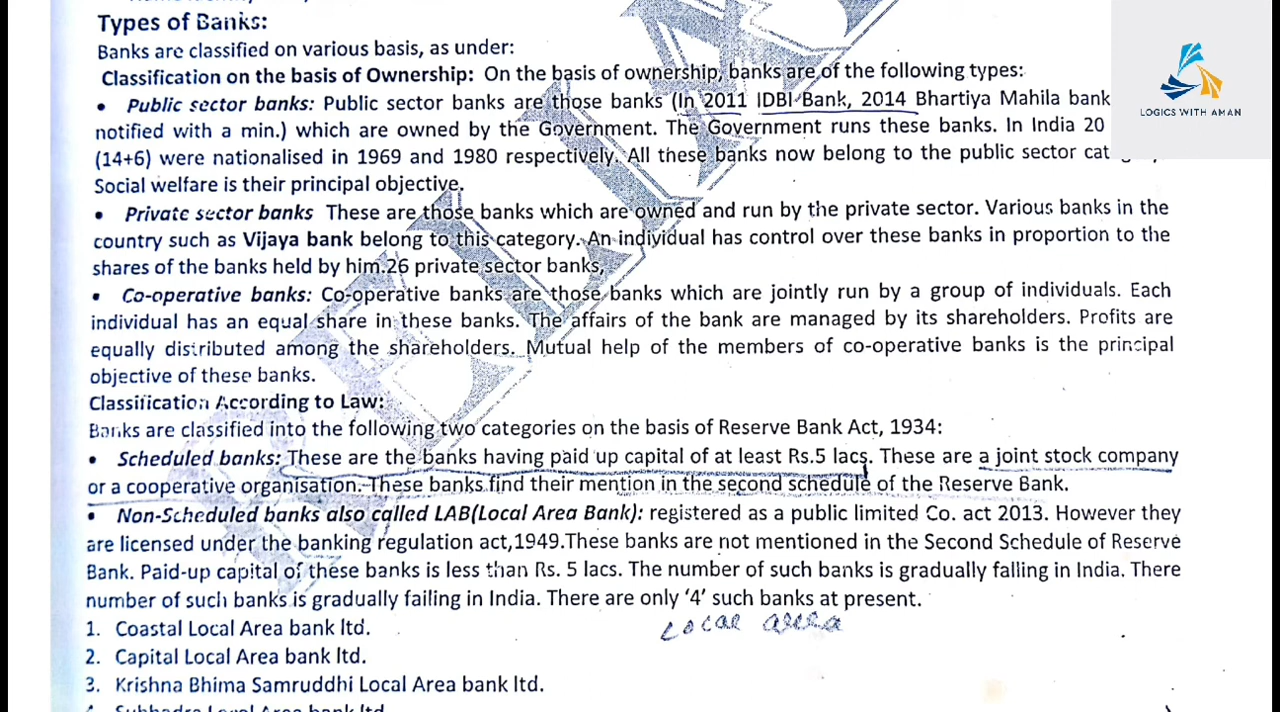 Types of Banks:
Banks are classified on various basis, as under:
Classification on the basis of Ownership: On the basis of ownership, banks are of the following types:
• Public sector banks: Public sector banks are those banks (In 2011 IDBI Bank, 2014 Bhartiya Mahila bank
notified with a min.) which are owned by the Government. The Government runs these banks. In India 20
(14+6) were nationalised in 1969 and 1980 respectively. All these banks now belong to the public sector
Social welfare is their principal objective.
• Private sector banks These are those banks which are owned and run by the private sector. Various banks in the
country such as Vijaya bank belong to this category. An individual has control over these banks in proportion to the
shares of the banks held by him.26 private sector banks,
• Co-operative banks: Co-operative banks are those banks which are jointly run by a group of individuals. Each
individual has an equal share in these banks. The affairs of the bank are managed by its shareholders. Profits are
equally distributed among the shareholders. Mutual help of the members of co-operative banks is the principal
objective of these banks.
Classification According to Law:
Banks are classified into the following two categories on the basis of Reserve Bank Act, 1934:
• Scheduled banks: These are the banks having paid up capital of at least Rs.5 lacs. These are a joint stock company
or a cooperative organisation. These banks find their mention in the second schedule of the Reserve Bank.
• Non-Scheduled banks also called LAB(Local Area Bank): registered as a public limited Co. act 2013. However they
are licensed under the banking regulation act,1949.These banks are not mentioned in the Second Schedule of Reserve
Bank. Paid-up capital of these banks is less than Rs. 5 lacs. The number of such banks is gradually falling in India. There
number of such banks is gradually failing in India. There are only '4' such banks at present.
Local area
1. Coastal Local Area bank ltd.
2. Capital Local Area bank ltd.
3. Krishna Bhima Samruddhi Local Area bank ltd.
LOGICS WITH AMAN